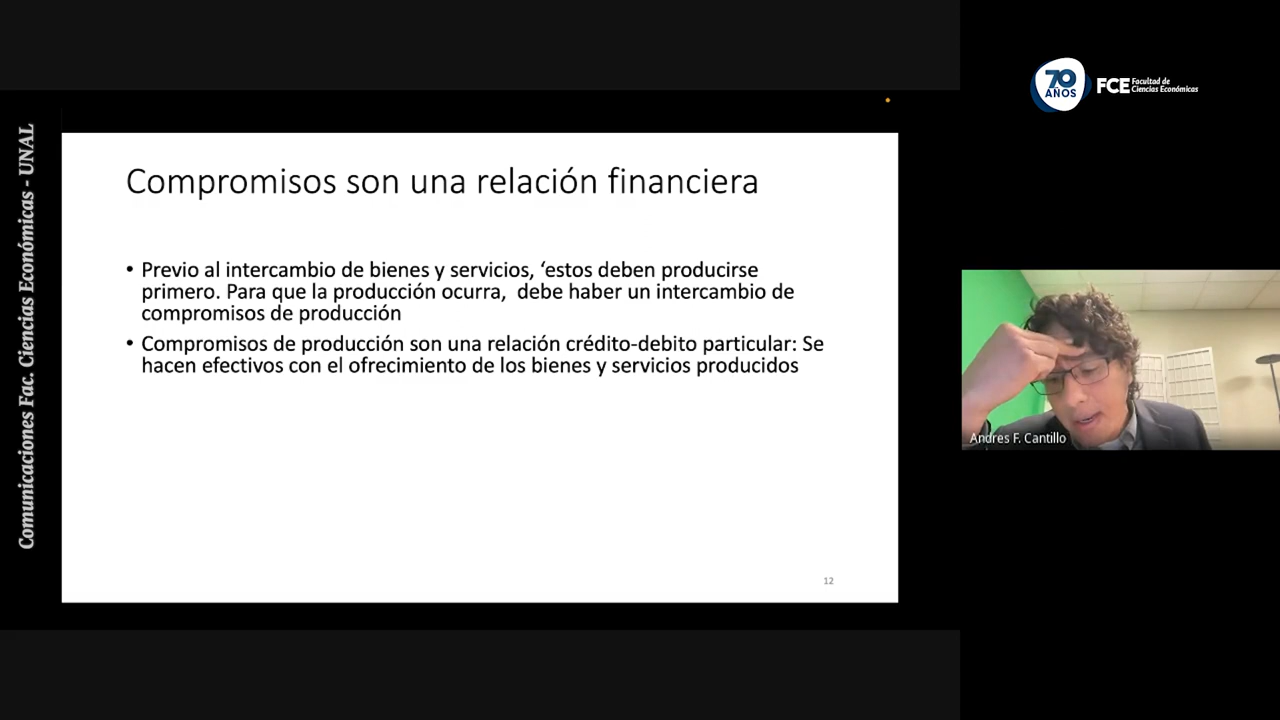 70
AÑOS
FCE Facultad de
Ciencias Económicas
Comunicaciones Fac. Ciencias Económicas - UNAL
Compromisos son una relación financiera
• Previo al intercambio de bienes y servicios, ‘estos deben producirse
primero. Para que la producción ocurra, debe haber un intercambio de
compromisos de producción
• Compromisos de producción son una relación crédito-debito particular: Se
hacen efectivos con el ofrecimiento de los bienes y servicios producidos
12
Andres F. Cantillo